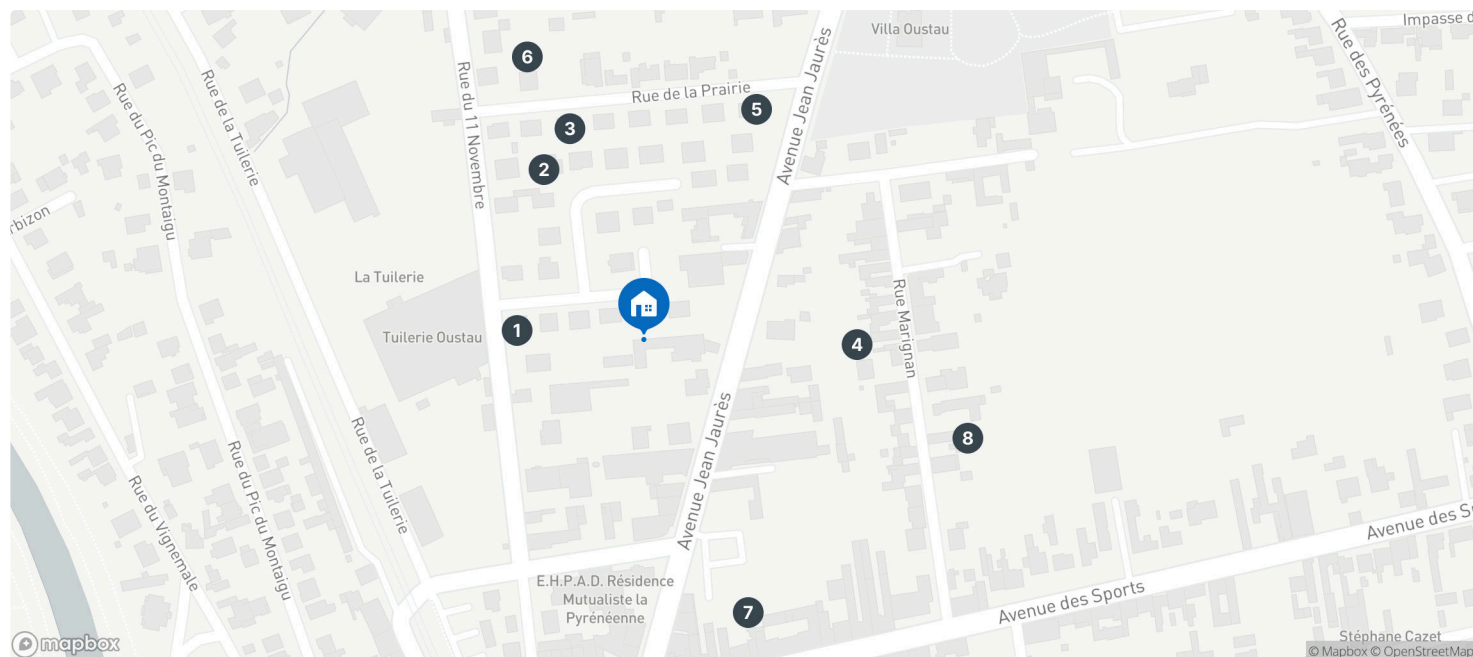 Villa Oustau
Impasse d
6
Rue de la Prairie
5
3
2
Rue du 11 Novembre
Avenue Jean Jaurès
Rue des Pyrénées
Rue de la Tuilerie
Rue du Pic du Montaigu
rbizon
La Tuilerie
Tuilerie Oustau
1
4
Rue Marignan
8
Avenue Jean Jaurès
Rue de la Tuilerie
Rue du Pic du Montaigu
Rue du Vignemale
E.H.P.A.D. Résidence
Mutualiste la
Pyrénéenne
7
Avenue des Sports
Avenue des Sp
Stéphane Cazet
mapbox
© Mapbox © OpenStreetMap